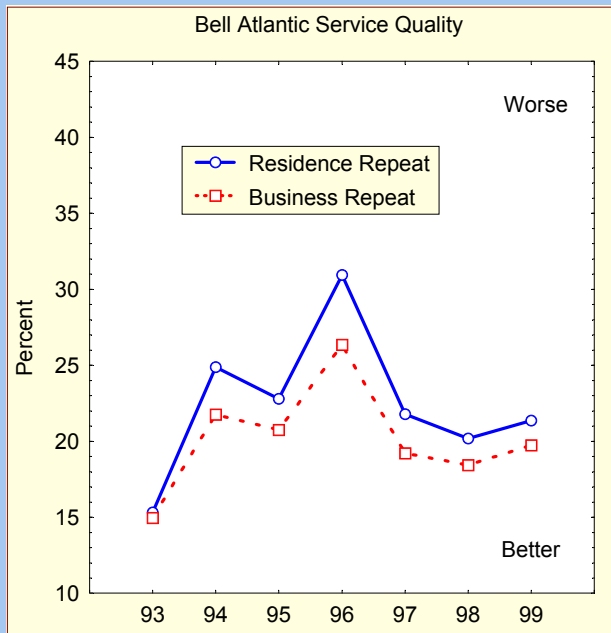 Bell Atlantic Service Quality
45
40
35
30
25
20
15
10
Percent
Worse
Residence Repeat
Business Repeat
Better
93 94 95 96 97 98 99